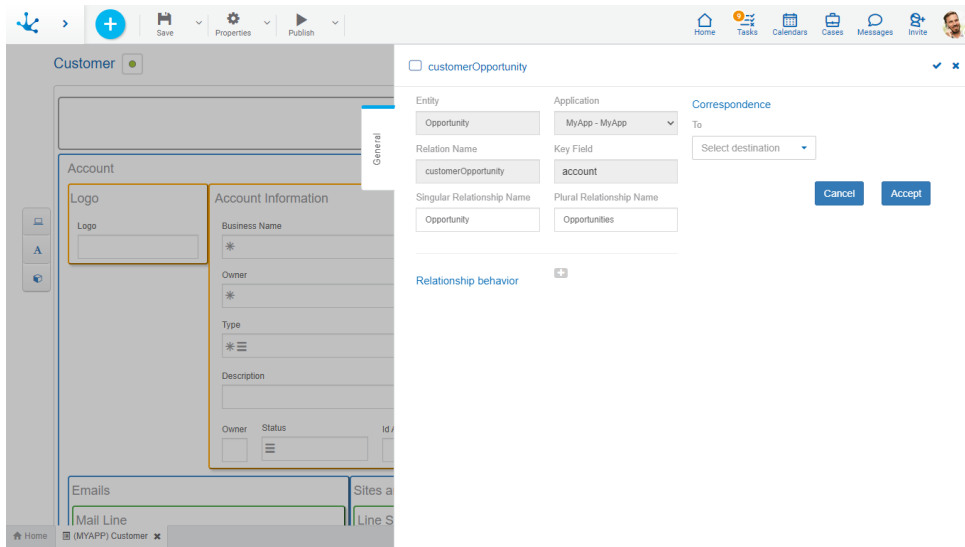 Save
Properties
Publish
Home
9
Tasks
Calendars
Cases
Messages
Invite
Customer
customerOpportunity
General
Entity
Application
Correspondence
Opportunity
MyApp - MyApp
To
Relation Name
Key Field
Select destination
customerOpportunity
account
Singular Relationship Name
Plural Relationship Name
Cancel
Accept
Opportunity
Opportunities
Relationship behavior
Account
Logo
Account Information
Logo
Business Name
A
Owner
Type
Description
Owner
Status
Id
Emails
Sites a
Mail Line
Line S
Home
(MYAPP) Customer